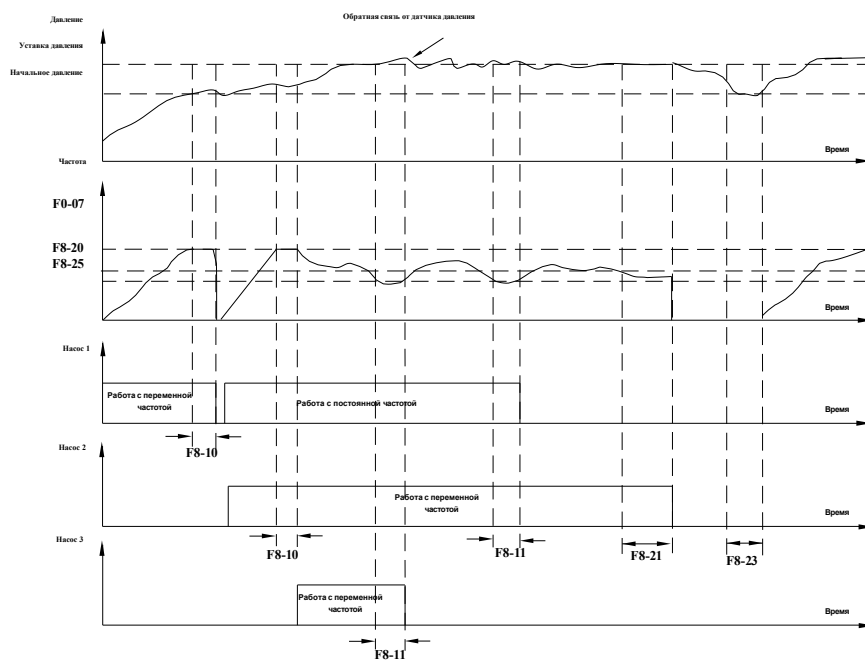 Давление
Обратная связь от датчика давления
Уставка давления
Начальное давление
Время
Частота
F0-07
F8-20
F8-25
Время
Насос 1
Работа с переменной
частотой
Работа с постоянной частотой
Время
F8-10
Насос 2
Работа с переменной
частотой
Время
F8-10
F8-11
F8-21
F8-23
Насос 3
Работа с переменной
частотой
Время
F8-11